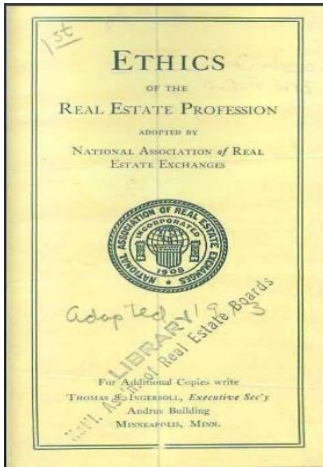 1st
ETHICS
OF THE
REAL ESTATE PROFESSION
ADOPTED BY
NATIONAL ASSOCIATION of REAL
ESTATE EXCHANGES
NATIONAL ASSOCIATION OF REAL ESTATE EXCHANGES
INCORPORATED
1908
adopted 1913
LIBRARY
Nat'l. Assn. of Real Estate Boards
For Additional Copies write
THOMAS S. INGERSOLL, Executive Sec'y
Andrus Building
MINNEAPOLIS, MINN.